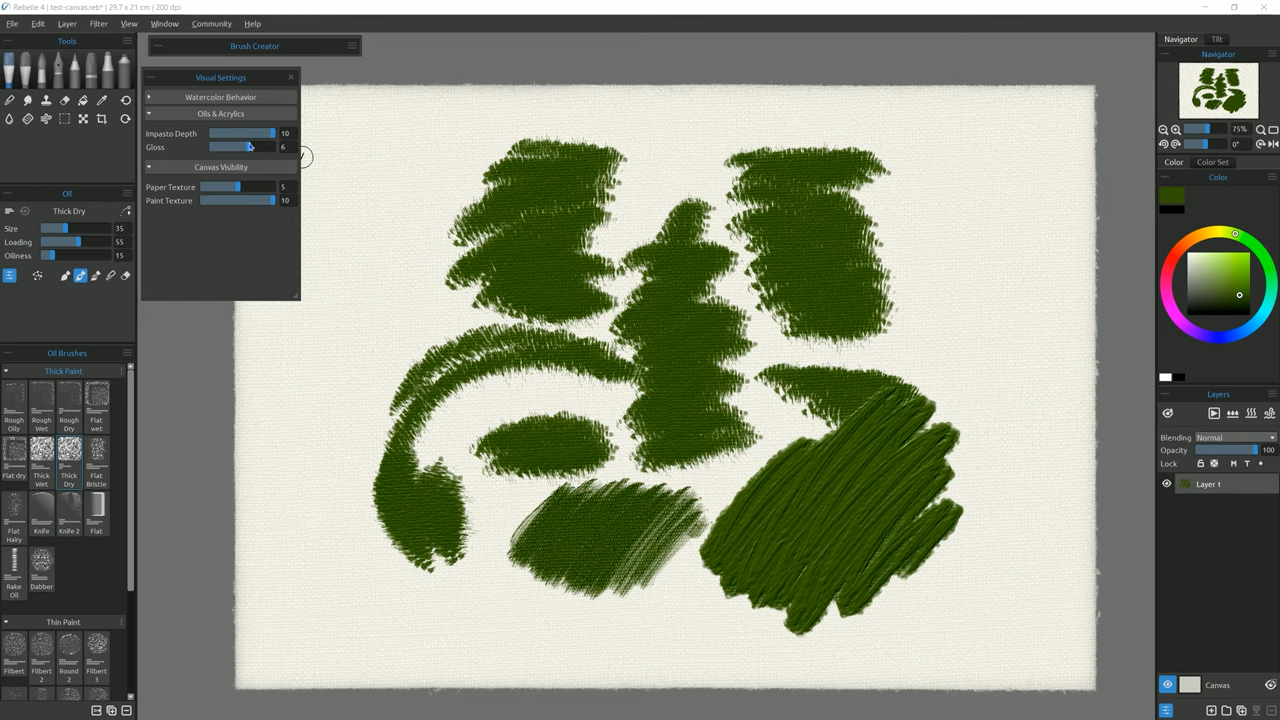 Rebelle 4 | test-canvas.reb* | 29.7 x 21 cm | 200 dpi
File Edit Layer Filter View Window Community Help
Tools
Brush Creator
Visual Settings
Watercolor Behavior
Oils & Acrylics
Impasto Depth 10
Gloss 6
Canvas Visibility
Paper Texture 5
Paint Texture 10
Oil
Thick Dry
Size 35
Loading 55
Oiliness 15
Oil Brushes
Thick Paint
Rough Oily
Rough Wet
Rough Dry
Flat wet
Flat dry
Thick Wet
Thick Dry
Flat Bristle
Flat Hairy
Knife
Knife 2
Flat
Rake Oil
Dabber
Thin Paint
Filbert
Filbert 2
Round 2
Filbert 3
Navigator Tilt
Navigator
75%
0°
Color Color Set
Color
Layers
Blending Normal
Opacity 100
Lock M T
Layer 1
Canvas